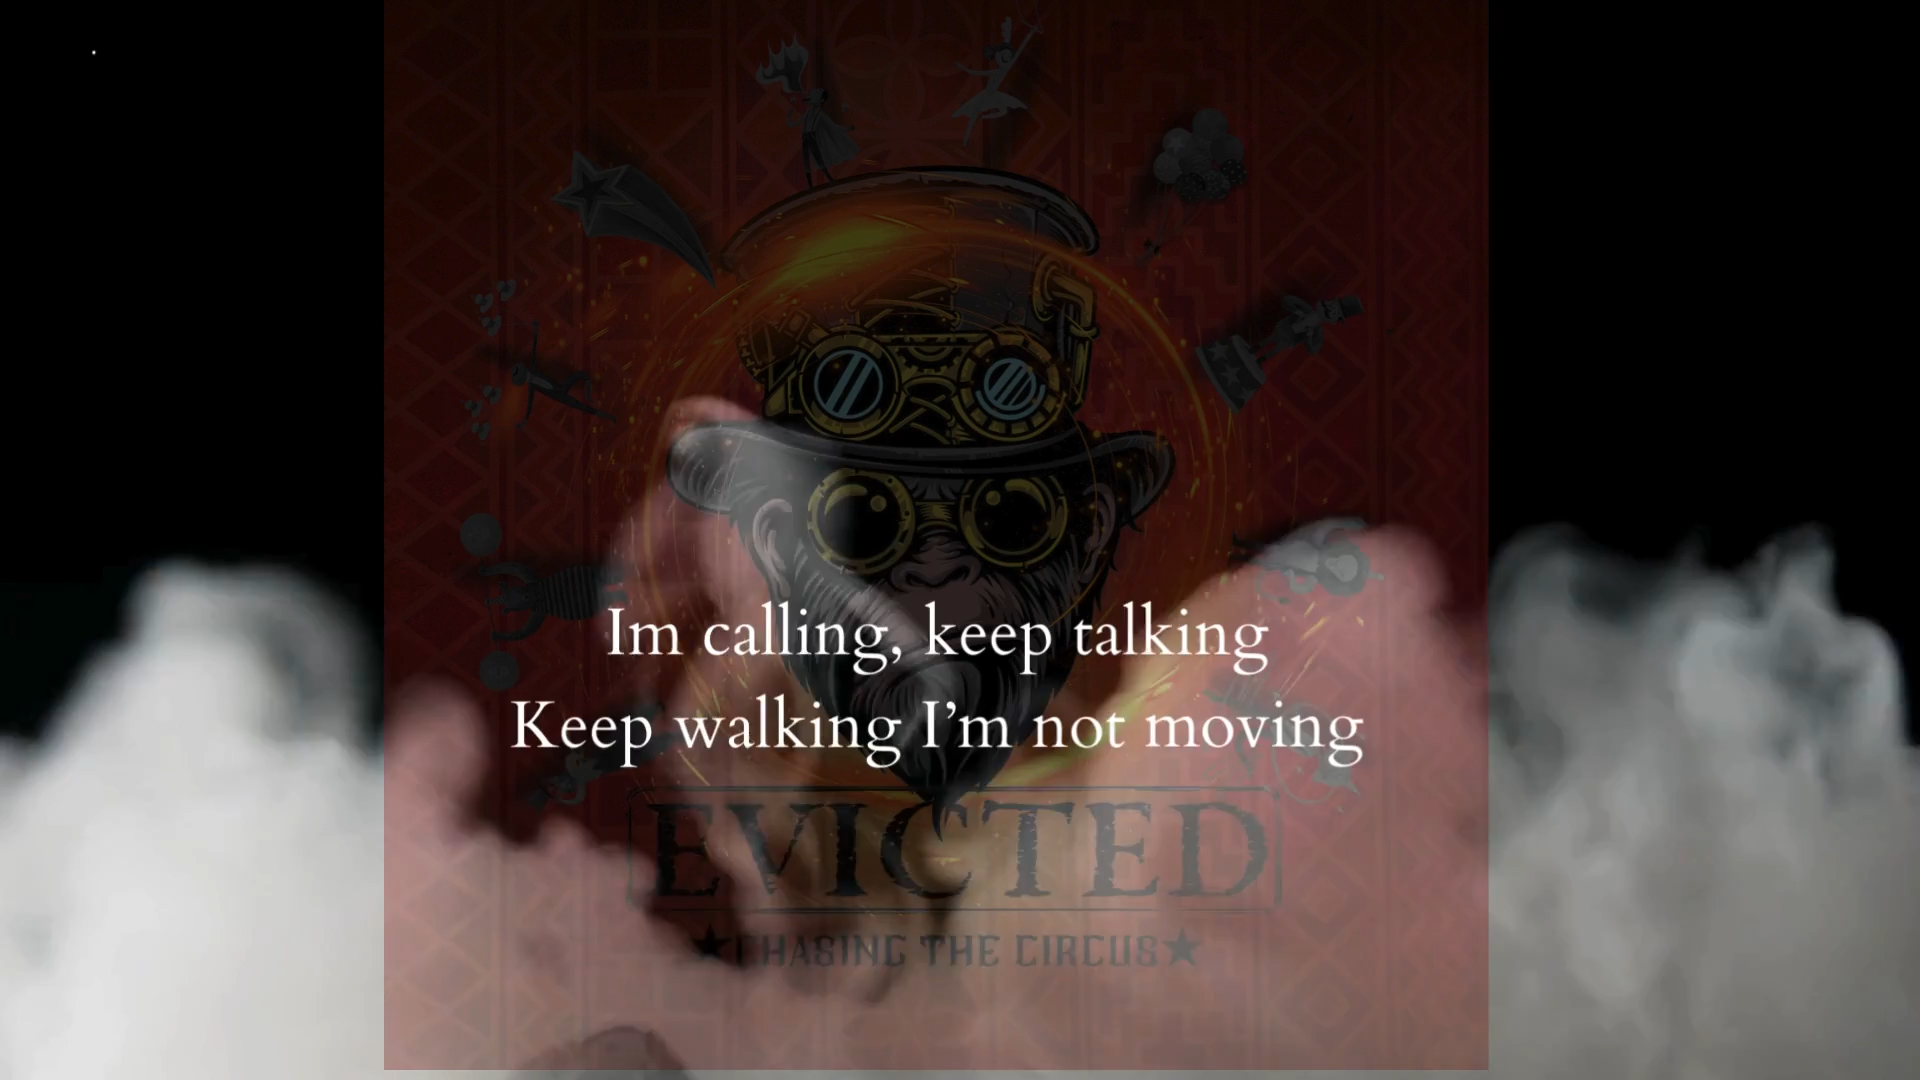 Im calling, keep talking
Keep walking I’m not moving
EVICTED
★CHASING THE CIRCUS★